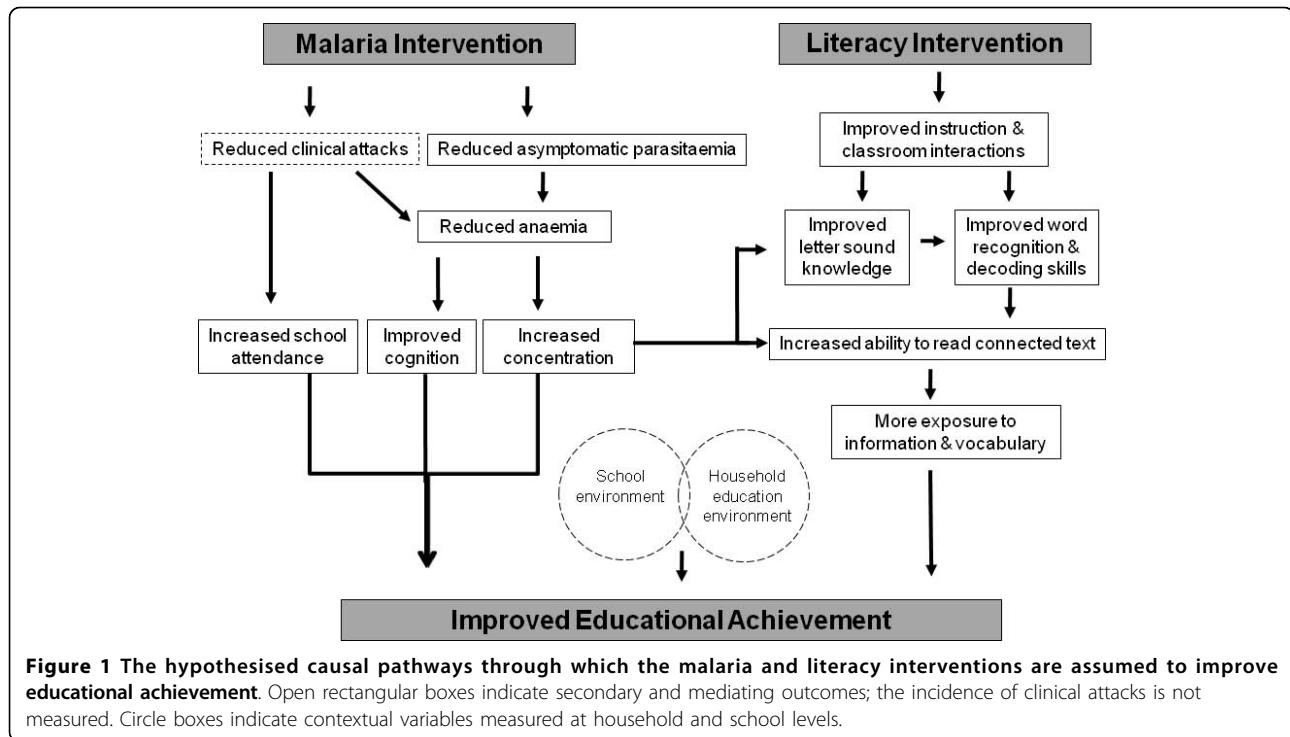 Malaria Intervention
Literacy Intervention
Reduced clinical attacks
Reduced asymptomatic parasitaemia
Improved instruction &
classroom interactions
Reduced anaemia
Improved
letter sound
knowledge
Improved word
recognition &
decoding skills
Increased school
attendance
Improved
cognition
Increased
concentration
Increased ability to read connected text
More exposure to
information & vocabulary
School
environment
Household
education
environment
Improved Educational Achievement
Figure 1 The hypothesised causal pathways through which the malaria and literacy interventions are assumed to improve
educational achievement. Open rectangular boxes indicate secondary and mediating outcomes; the incidence of clinical attacks is not
measured. Circle boxes indicate contextual variables measured at household and school levels.